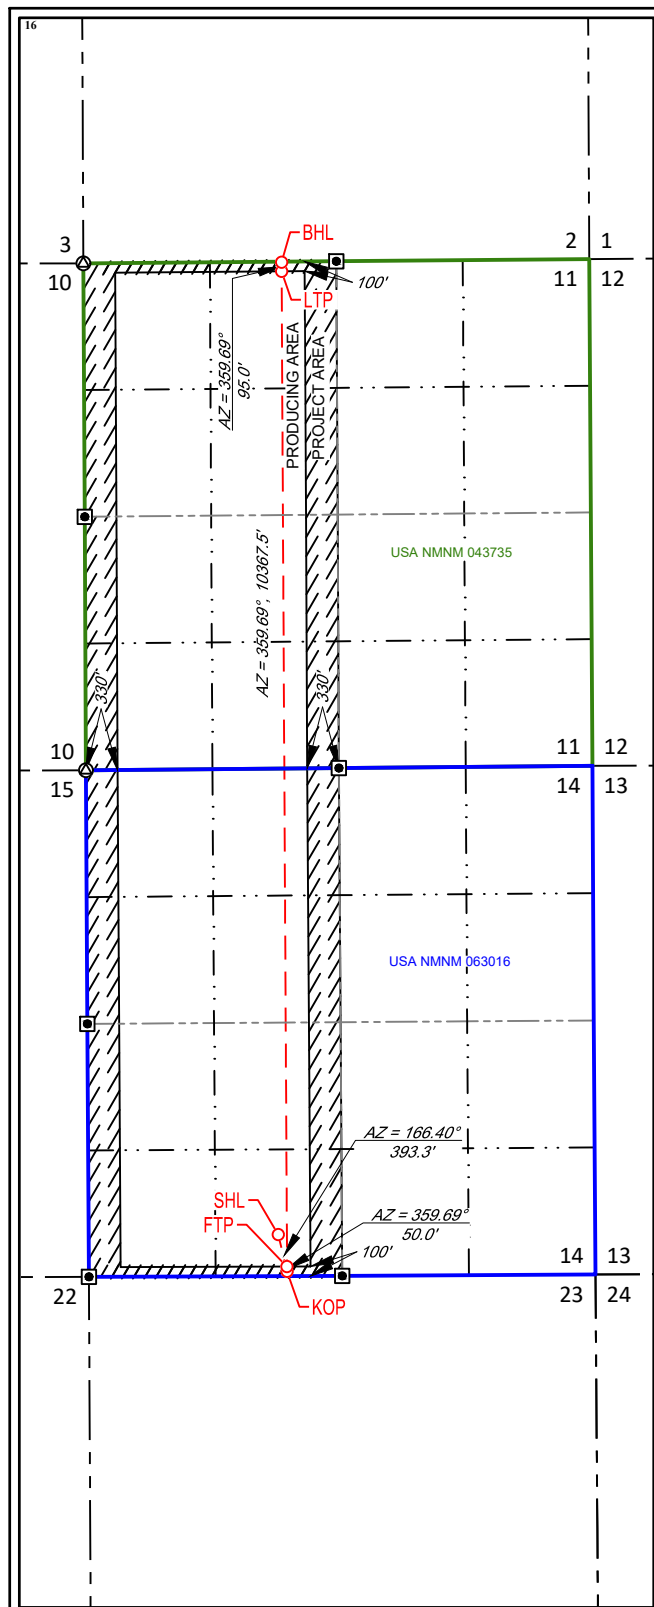 16
BHL
3
2
1
10
11
12
100'
LTP
AZ = 359.69°
95.0'
PRODUCING AREA
PROJECT AREA
USA NMNM 043735
AZ = 359.69°, 10367.5'
330'
330'
10
11
12
15
14
13
USA NMNM 063016
AZ = 166.40°
393.3'
SHL
AZ = 359.69°
50.0'
FTP
100'
14
13
22
23
24
KOP